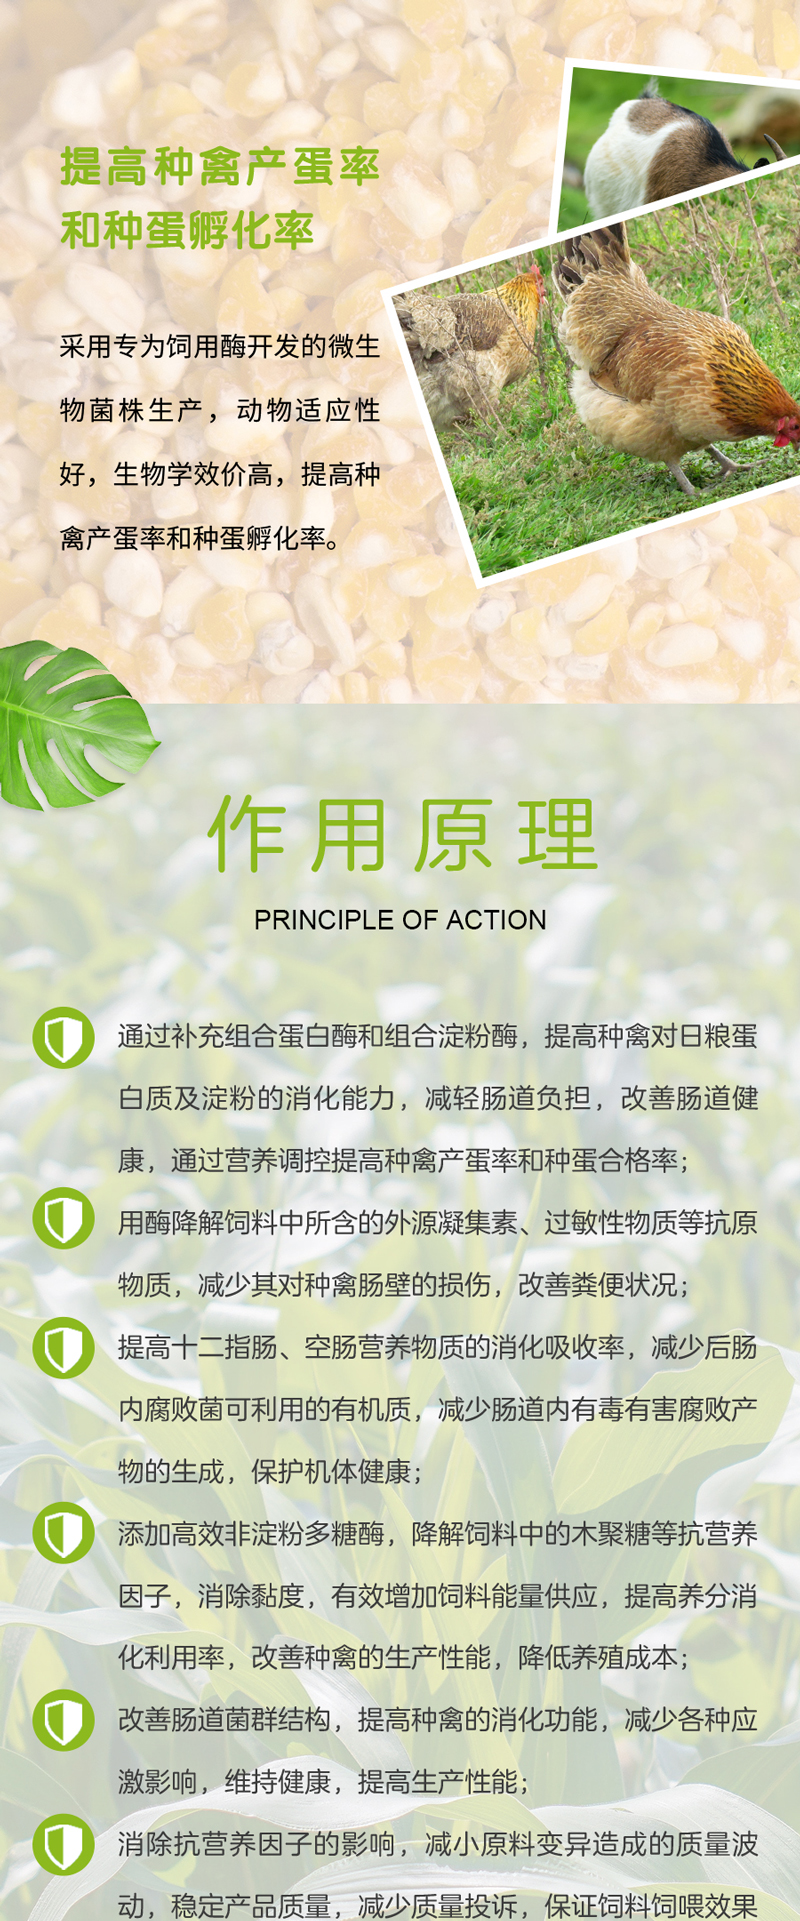 提高种禽产蛋率
和种蛋孵化率
采用专为饲用酶开发的微生
物菌株生产，动物适应性
好，生物学效价高，提高种
禽产蛋率和种蛋孵化率。
作用原理
PRINCIPLE OF ACTION
通过补充组合蛋白酶和组合淀粉酶，提高种禽对日粮蛋
白质及淀粉的消化能力，减轻肠道负担，改善肠道健
康，通过营养调控提高种禽产蛋率和种蛋合格率；
用酶降解饲料中所含的外源凝集素、过敏性物质等抗原
物质，减少其对种禽肠壁的损伤，改善粪便状况；
提高十二指肠、空肠营养物质的消化吸收率，减少后肠
内腐败菌可利用的有机质，减少肠道内有毒有害腐败产
物的生成，保护机体健康；
添加高效非淀粉多糖酶，降解饲料中的木聚糖等抗营养
因子，消除黏度，有效增加饲料能量供应，提高养分消
化利用率，改善种禽的生产性能，降低养殖成本；
改善肠道菌群结构，提高种禽的消化功能，减少各种应
激影响，维持健康，提高生产性能；
消除抗营养因子的影响，减小原料变异造成的质量波
动，稳定产品质量，减少质量投诉，保证饲料饲喂效果